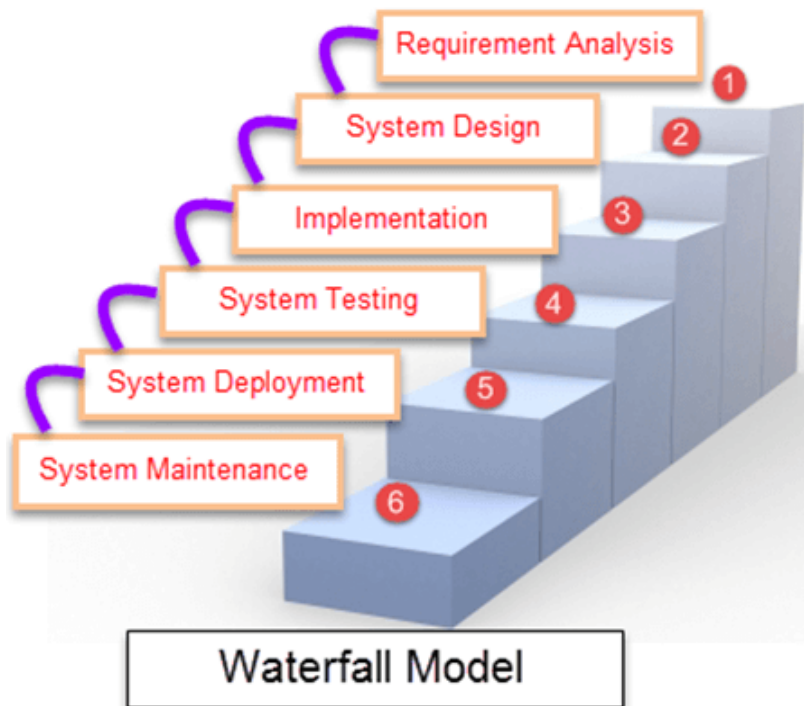 Requirement Analysis
1
System Design
2
Implementation
3
System Testing
4
System Deployment
5
System Maintenance
6
Waterfall Model